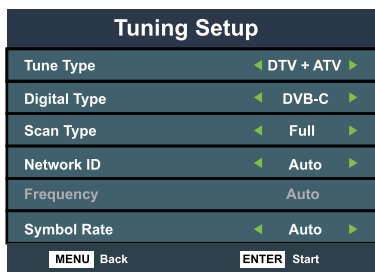 Tuning Setup
Tune Type DTV + ATV
Digital Type DVB-C
Scan Type Full
Network ID Auto
Frequency Auto
Symbol Rate Auto
MENU Back ENTER Start